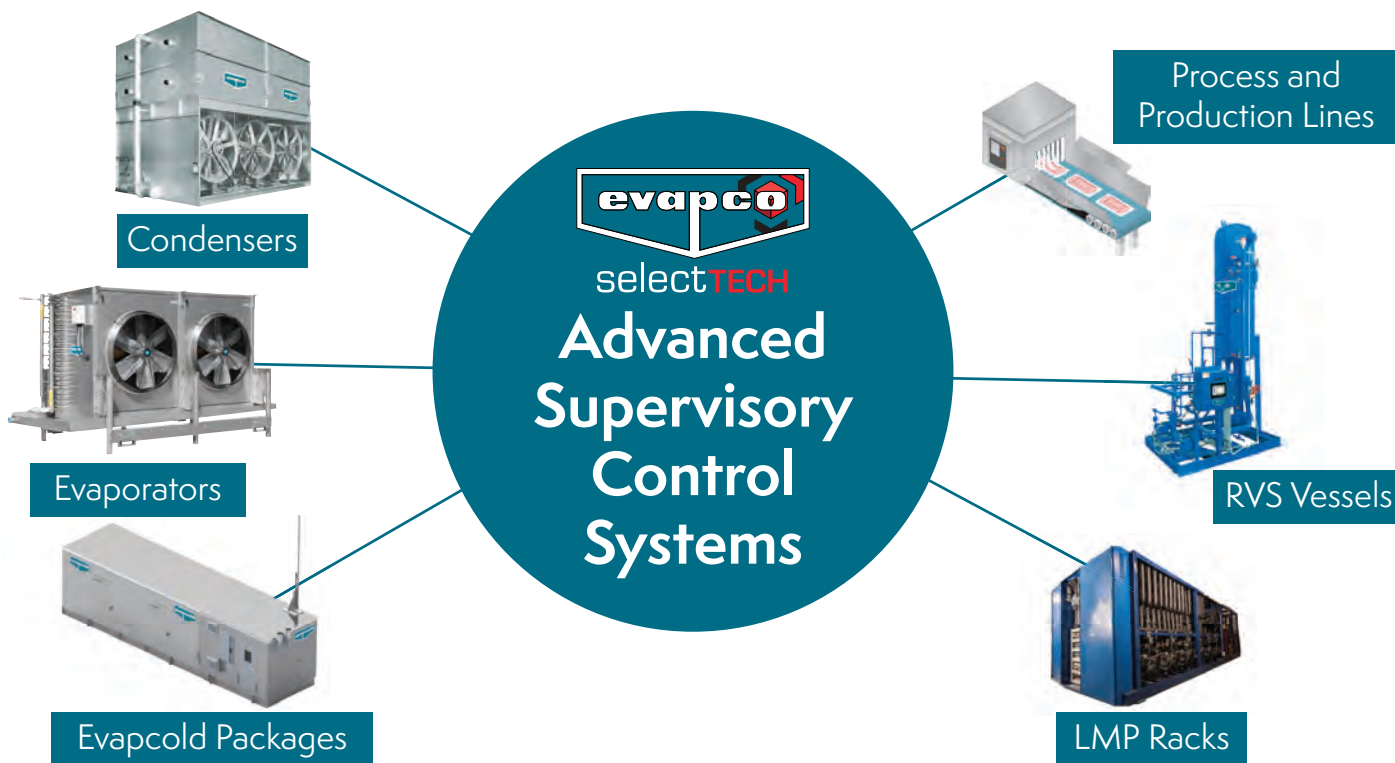 Condensers
Evaporators
Evapcold Packages
evapco
selectTECH
Advanced
Supervisory
Control
Systems
Process and
Production Lines
RVS Vessels
LMP Racks